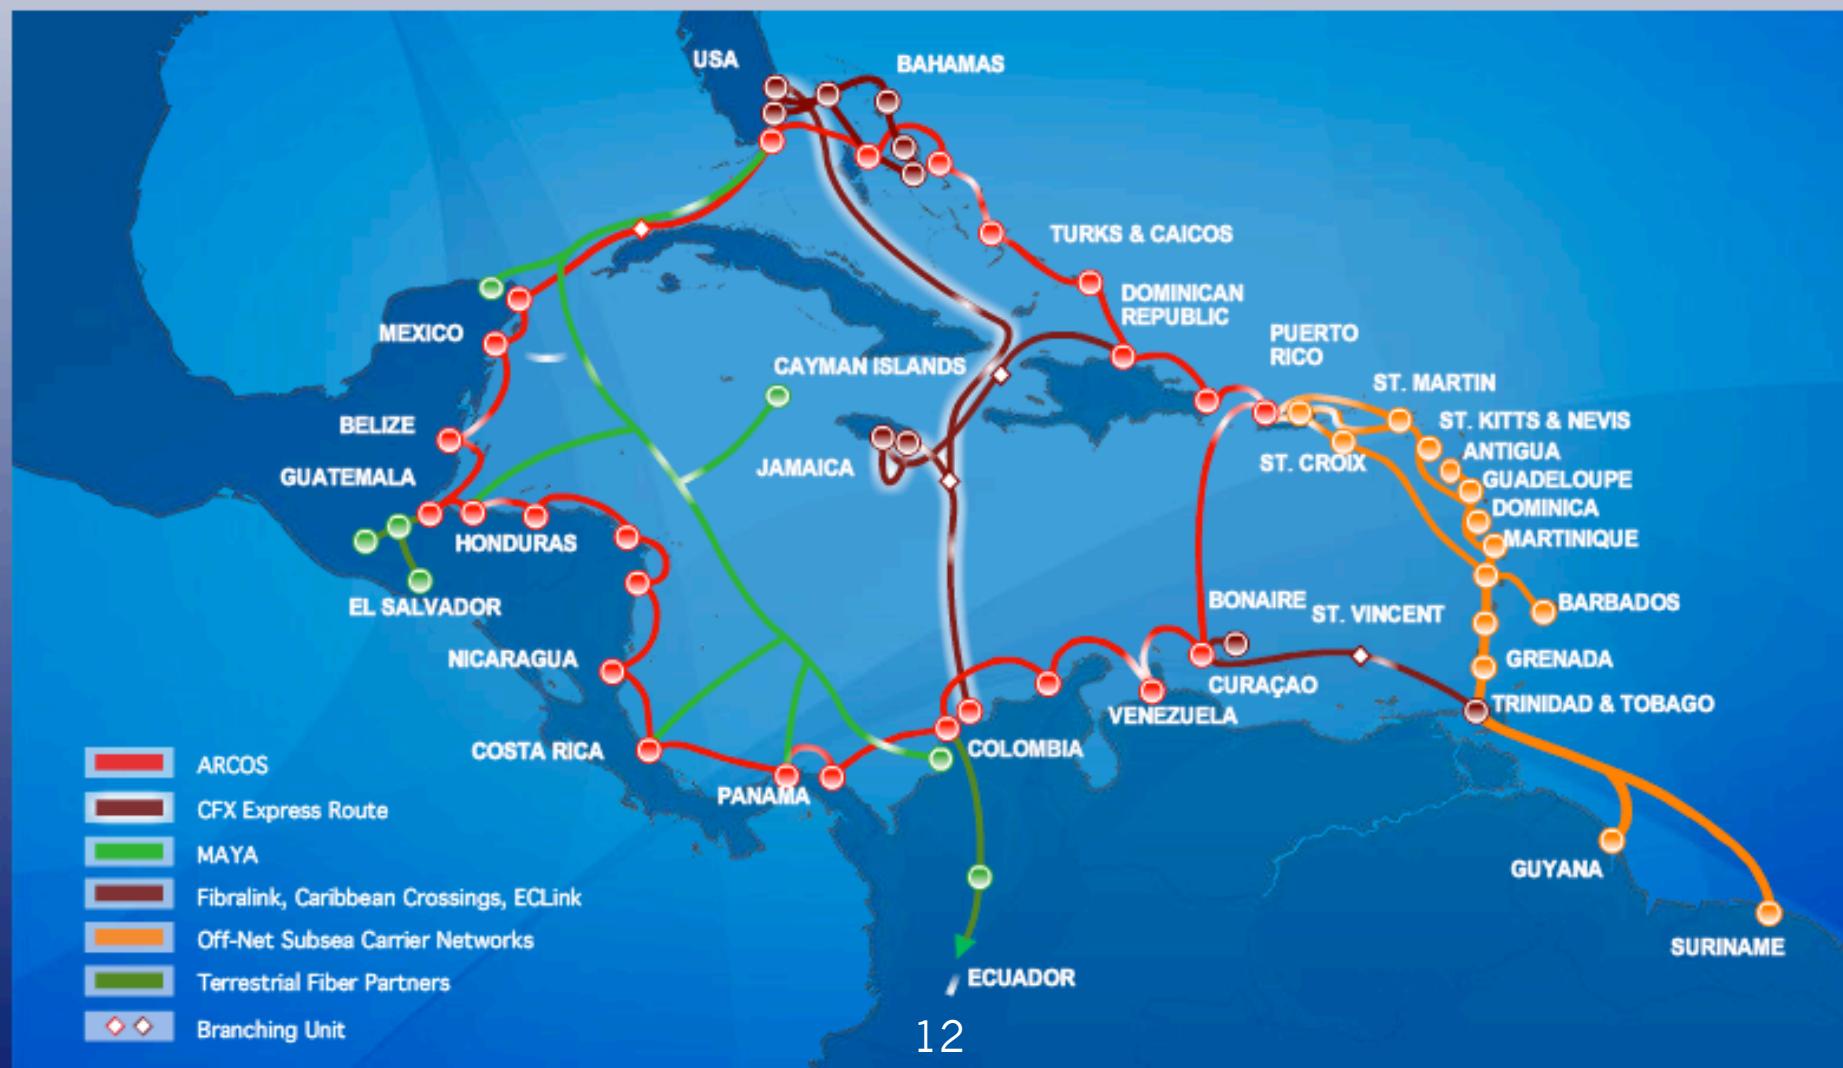 USA
BAHAMAS
TURKS & CAICOS
DOMINICAN
REPUBLIC
PUERTO
RICO
MEXICO
CAYMAN ISLANDS
ST. MARTIN
ST. KITTS & NEVIS
BELIZE
ANTIGUA
ST. CROIX
JAMAICA
GUATEMALA
GUADELOUPE
DOMINICA
HONDURAS
MARTINIQUE
EL SALVADOR
BONAIRE
ST. VINCENT
BARBADOS
NICARAGUA
GRENADA
CURAÇAO
TRINIDAD & TOBAGO
VENEZUELA
COSTA RICA
COLOMBIA
PANAMA
GUYANA
SURINAME
ECUADOR
ARCOS
CFX Express Route
MAYA
Fibralink, Caribbean Crossings, ECLink
Off-Net Subsea Carrier Networks
Terrestrial Fiber Partners
Branching Unit
12